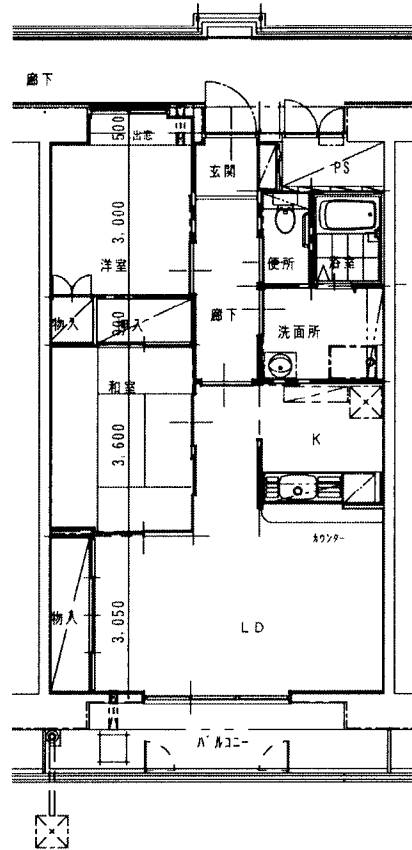 廊下
500
出窓
玄関
PS
3,000
洋室
便所
浴室
物入
900
押入
廊下
洗面所
和室
3,600
K
カウンター
物入
3,050
LD
バルコニー